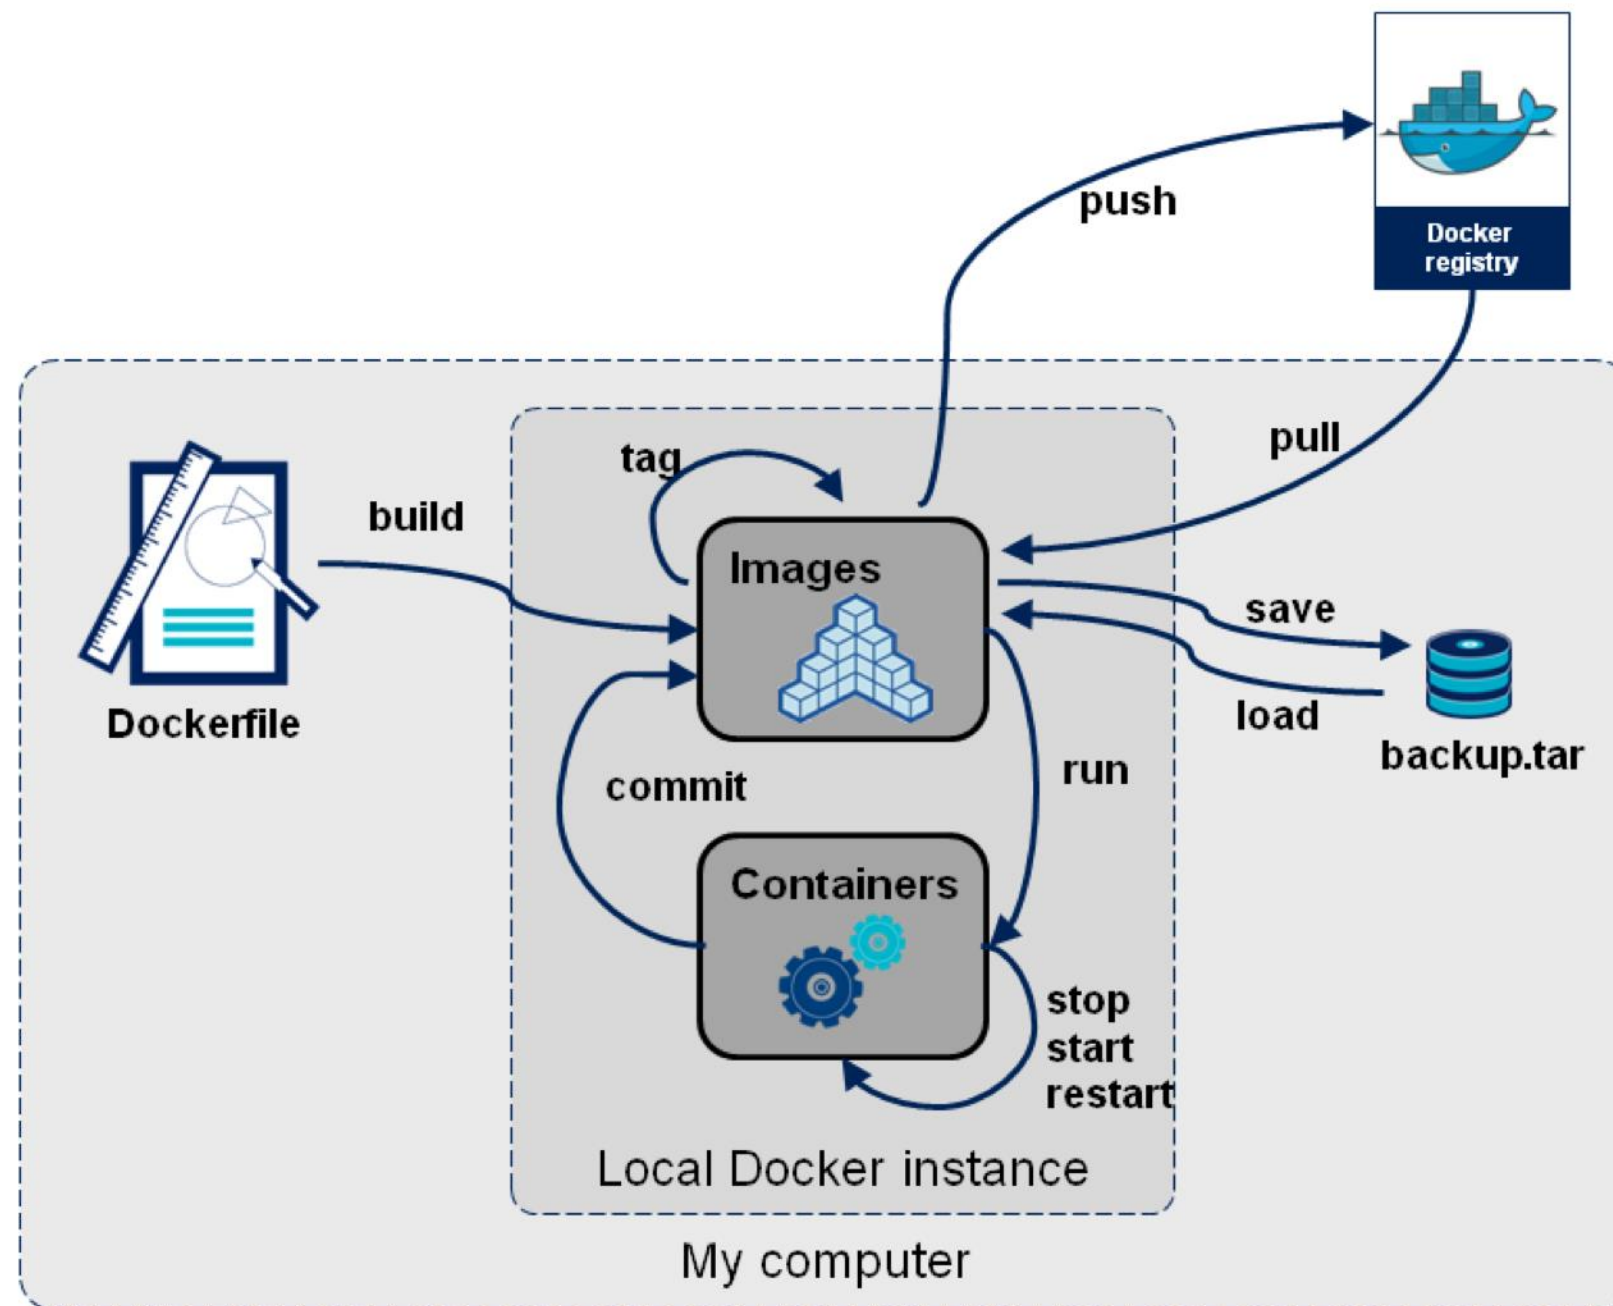 push
Docker
registry
tag
pull
build
Images
save
Dockerfile
load
backup.tar
commit
run
Containers
stop
start
restart
Local Docker instance
My computer